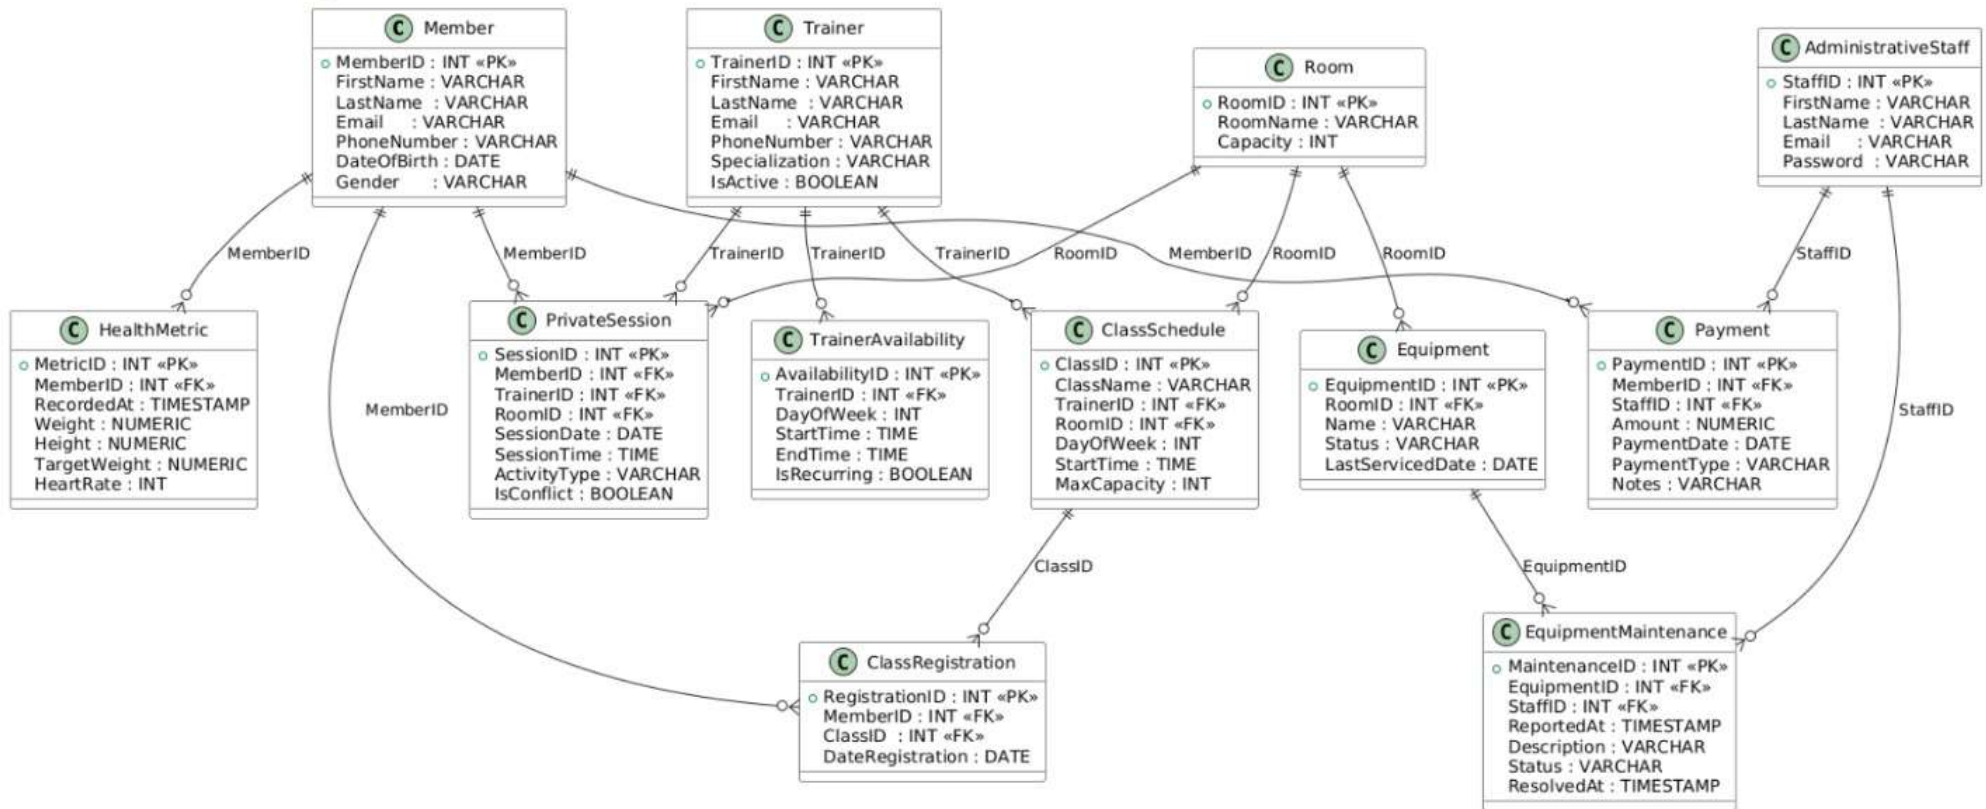 C Member
MemberID : INT «PK»
FirstName : VARCHAR
LastName : VARCHAR
Email : VARCHAR
PhoneNumber : VARCHAR
DateOfBirth : DATE
Gender : VARCHAR
C Trainer
TrainerID : INT «PK»
FirstName : VARCHAR
LastName : VARCHAR
Email : VARCHAR
PhoneNumber : VARCHAR
Specialization : VARCHAR
IsActive : BOOLEAN
C Room
RoomID : INT «PK»
RoomName : VARCHAR
Capacity : INT
C AdministrativeStaff
StaffID : INT «PK»
FirstName : VARCHAR
LastName : VARCHAR
Email : VARCHAR
Password : VARCHAR
MemberID
MemberID
TrainerID
TrainerID
TrainerID
RoomID
MemberID
RoomID
RoomID
StaffID
C HealthMetric
MetricID : INT «PK»
MemberID : INT «FK»
RecordedAt : TIMESTAMP
Weight : NUMERIC
Height : NUMERIC
TargetWeight : NUMERIC
HeartRate : INT
MemberID
C PrivateSession
SessionID : INT «PK»
MemberID : INT «FK»
TrainerID : INT «FK»
RoomID : INT «FK»
SessionDate : DATE
SessionTime : TIME
ActivityType : VARCHAR
IsConflict : BOOLEAN
C TrainerAvailability
AvailabilityID : INT «PK»
TrainerID : INT «FK»
DayOfWeek : INT
StartTime : TIME
EndTime : TIME
IsRecurring : BOOLEAN
C ClassSchedule
ClassID : INT «PK»
ClassName : VARCHAR
TrainerID : INT «FK»
RoomID : INT «FK»
DayOfWeek : INT
StartTime : TIME
MaxCapacity : INT
C Equipment
EquipmentID : INT «PK»
RoomID : INT «FK»
Name : VARCHAR
Status : VARCHAR
LastServicedDate : DATE
C Payment
PaymentID : INT «PK»
MemberID : INT «FK»
StaffID : INT «FK»
Amount : NUMERIC
PaymentDate : DATE
PaymentType : VARCHAR
Notes : VARCHAR
StaffID
ClassID
EquipmentID
C ClassRegistration
RegistrationID : INT «PK»
MemberID : INT «FK»
ClassID : INT «FK»
DateRegistration : DATE
C EquipmentMaintenance
MaintenanceID : INT «PK»
EquipmentID : INT «FK»
StaffID : INT «FK»
ReportedAt : TIMESTAMP
Description : VARCHAR
Status : VARCHAR
ResolvedAt : TIMESTAMP